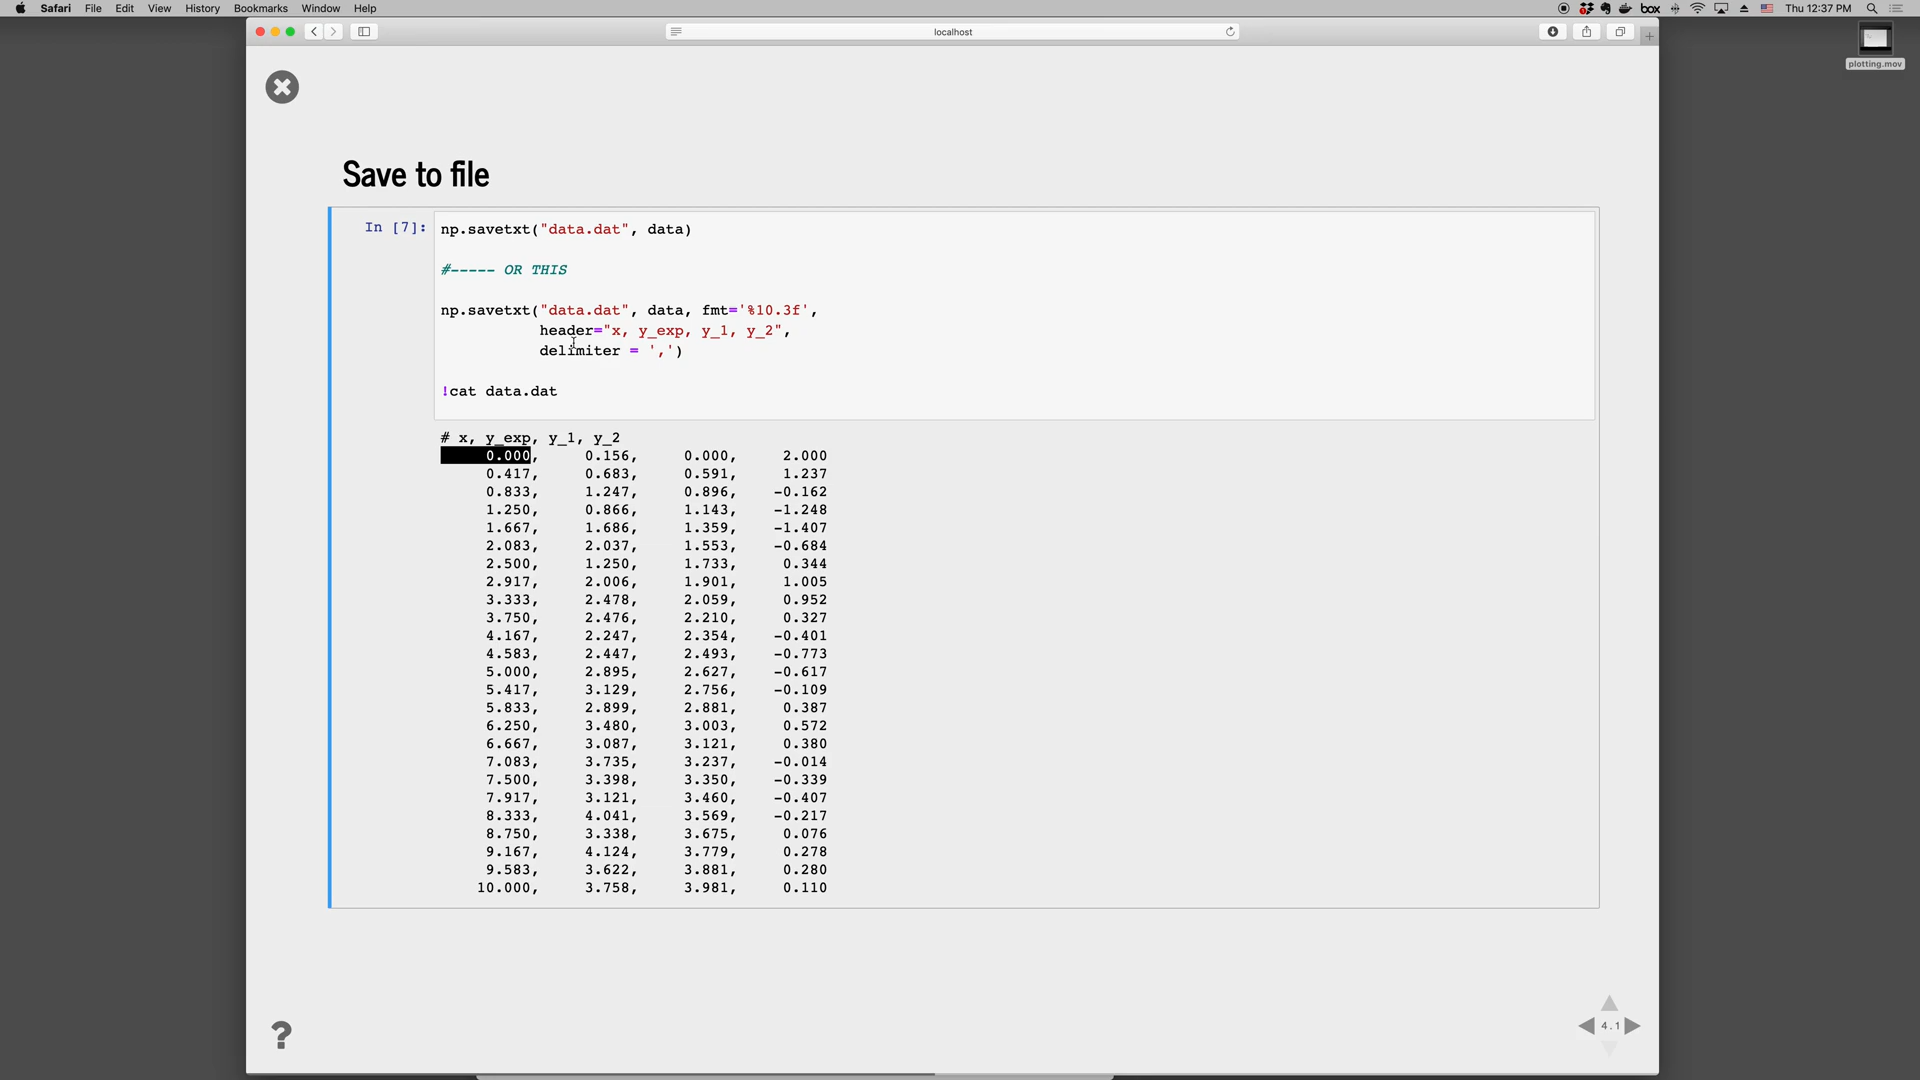 Safari File Edit View History Bookmarks Window Help
box Thu 12:37 PM
localhost
plotting.mov
Save to file
In [7]:
np.savetxt("data.dat", data)
#----- OR THIS
np.savetxt("data.dat", data, fmt='%10.3f',
header="x, y_exp, y_1, y_2",
delimiter = ',')
!cat data.dat
# x, y_exp, y_1, y_2
0.000, 0.156, 0.000, 2.000
0.417, 0.683, 0.591, 1.237
0.833, 1.247, 0.896, -0.162
1.250, 0.866, 1.143, -1.248
1.667, 1.686, 1.359, -1.407
2.083, 2.037, 1.553, -0.684
2.500, 1.250, 1.733, 0.344
2.917, 2.006, 1.901, 1.005
3.333, 2.478, 2.059, 0.952
3.750, 2.476, 2.210, 0.327
4.167, 2.247, 2.354, -0.401
4.583, 2.447, 2.493, -0.773
5.000, 2.895, 2.627, -0.617
5.417, 3.129, 2.756, -0.109
5.833, 2.899, 2.881, 0.387
6.250, 3.480, 3.003, 0.572
6.667, 3.087, 3.121, 0.380
7.083, 3.735, 3.237, -0.014
7.500, 3.398, 3.350, -0.339
7.917, 3.121, 3.460, -0.407
8.333, 4.041, 3.569, -0.217
8.750, 3.338, 3.675, 0.076
9.167, 4.124, 3.779, 0.278
9.583, 3.622, 3.881, 0.280
10.000, 3.758, 3.981, 0.110
?
4.1